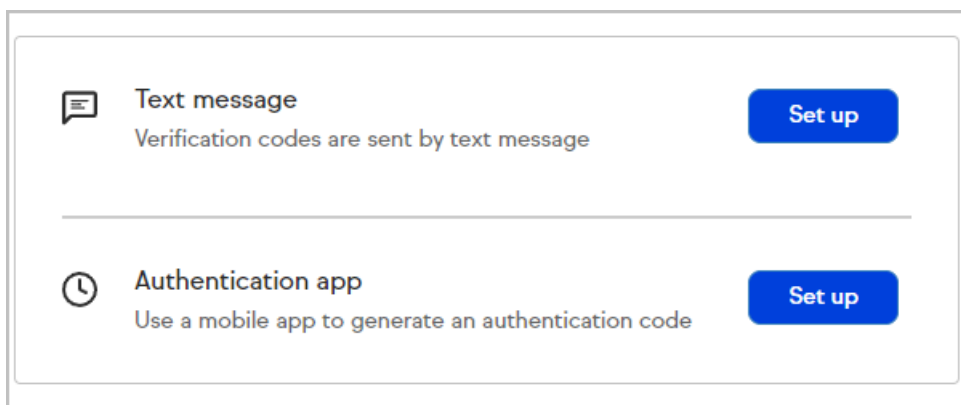 Text message
Set up
Verification codes are sent by text message
Authentication app
Set up
Use a mobile app to generate an authentication code